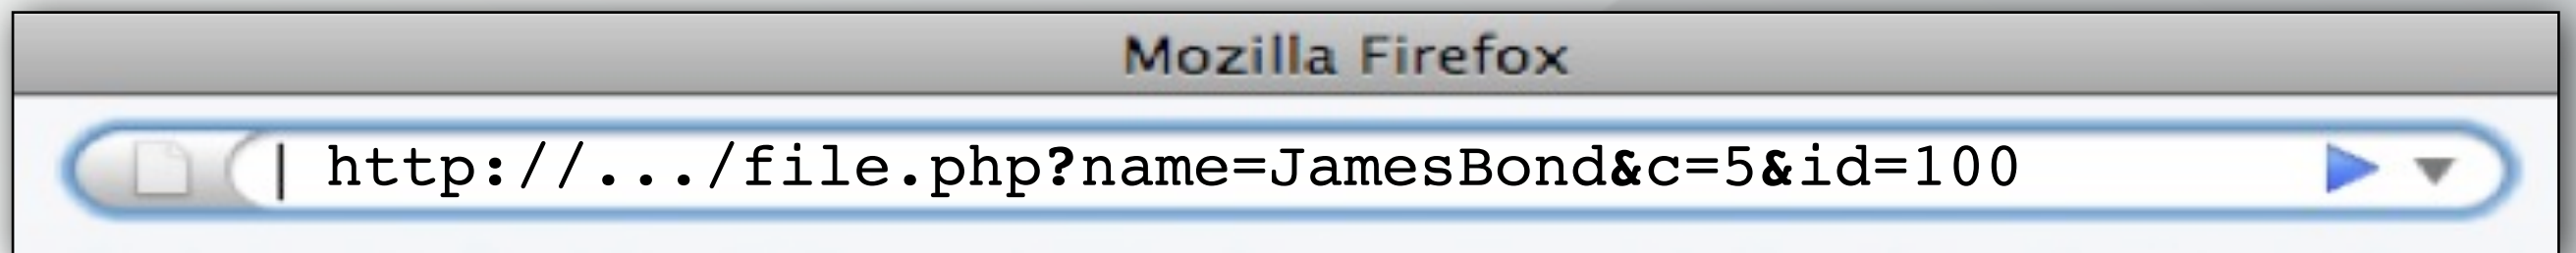 Mozilla Firefox
http://.../file.php?name=JamesBond&c=5&id=100